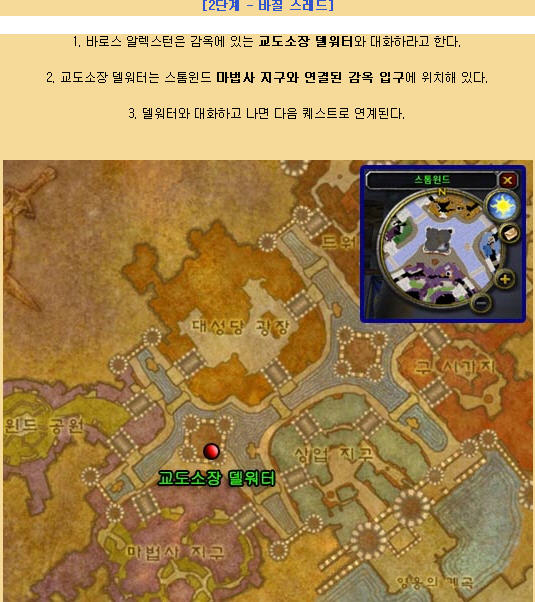 [2단계 - 바질 스레드]
1. 바로스 알렉스턴은 감옥에 있는 교도소장 델워터와 대화하라고 한다.
2. 교도소장 델워터는 스톰윈드 마법사 지구와 연결된 감옥 입구에 위치해 있다.
3. 델워터와 대화하고 나면 다음 퀘스트로 연계된다.
스톰윈드
N
드워
대성당 광장
구 시가지
윈드 공원
상업 지구
교도소장 델워터
마법사 지구
영웅의 계곡